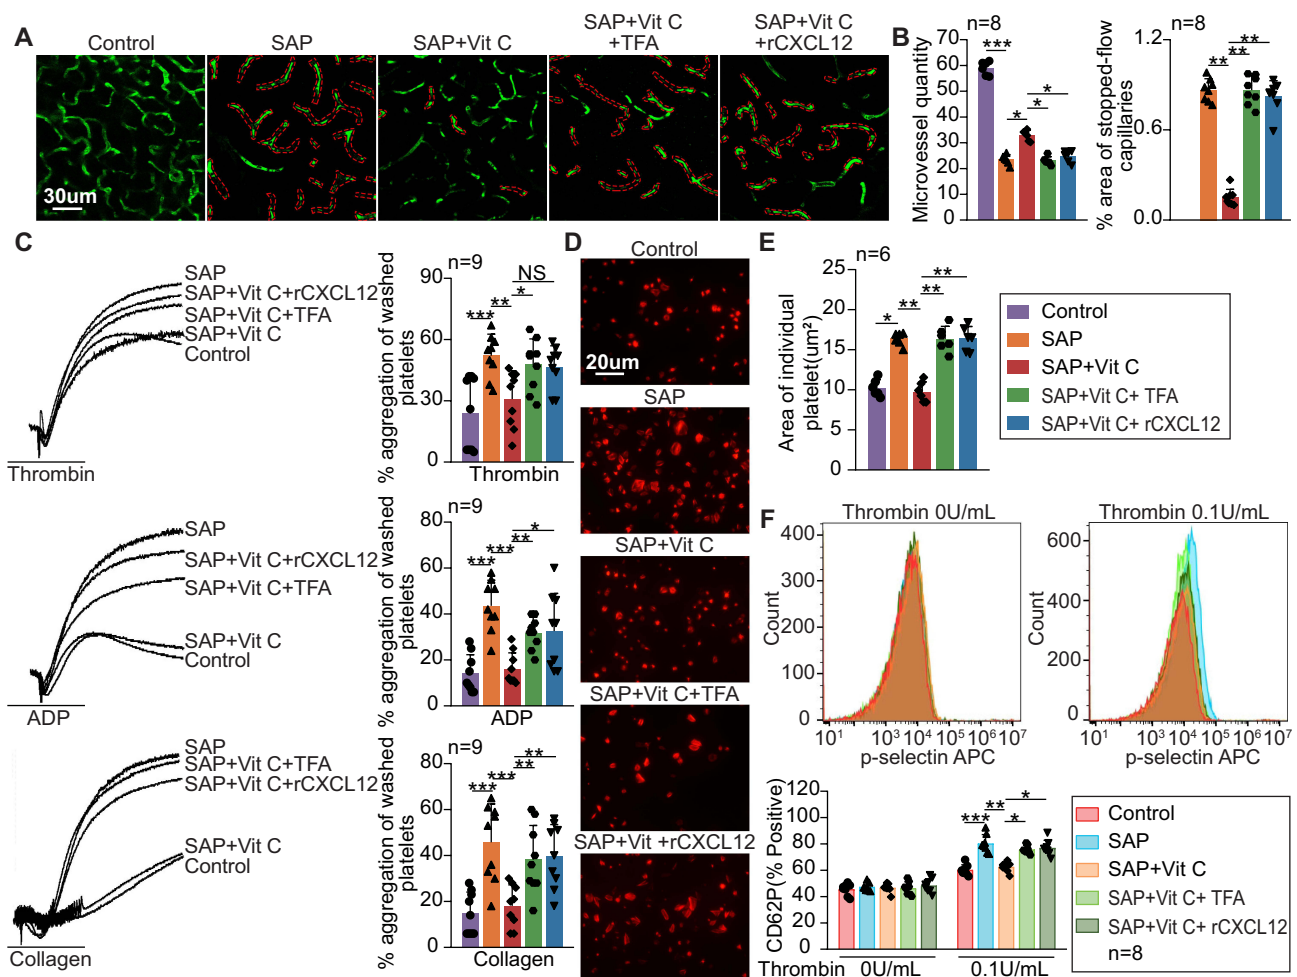 A
Control
SAP
SAP+Vit C
SAP+Vit C
+TFA
SAP+Vit C
+rCXCL12
30um
B
n=8
Microvessel quantity
70
60
50
40
30
20
10
0
***
*
*
*
n=8
% area of stopped-flow
capillaries
1.2
0.6
0.0
**
**
**
C
SAP
SAP+Vit C+rCXCL12
SAP+Vit C+TFA
SAP+Vit C
Control
Thrombin
n=9
% aggregation of washed
platelets
90
60
30
0
***
**
*
NS
Thrombin
SAP
SAP+Vit C+rCXCL12
SAP+Vit C+TFA
SAP+Vit C
Control
ADP
n=9
% aggregation of washed
platelets
80
60
40
20
0
***
***
**
*
ADP
SAP
SAP+Vit C+TFA
SAP+Vit C+rCXCL12
SAP+Vit C
Control
Collagen
n=9
% aggregation of washed
platelets
80
60
40
20
0
***
***
**
**
Collagen
D
Control
20um
SAP
SAP+Vit C
SAP+Vit C+TFA
SAP+Vit +rCXCL12
E
n=6
Area of individual
platelet(um²)
25
20
15
10
5
0
*
**
**
**
Control
SAP
SAP+Vit C
SAP+Vit C+ TFA
SAP+Vit C+ rCXCL12
F
Thrombin 0U/mL
Count
400
300
200
100
0
10¹ 10³ 10⁴ 10⁵ 10⁶ 10⁷
p-selectin APC
Thrombin 0.1U/mL
Count
600
400
200
0
10¹ 10³ 10⁴ 10⁵ 10⁶ 10⁷
p-selectin APC
CD62P(% Positive)
120
100
80
60
40
20
0
***
**
*
*
Thrombin
0U/mL
0.1U/mL
Control
SAP
SAP+Vit C
SAP+Vit C+ TFA
SAP+Vit C+ rCXCL12
n=8